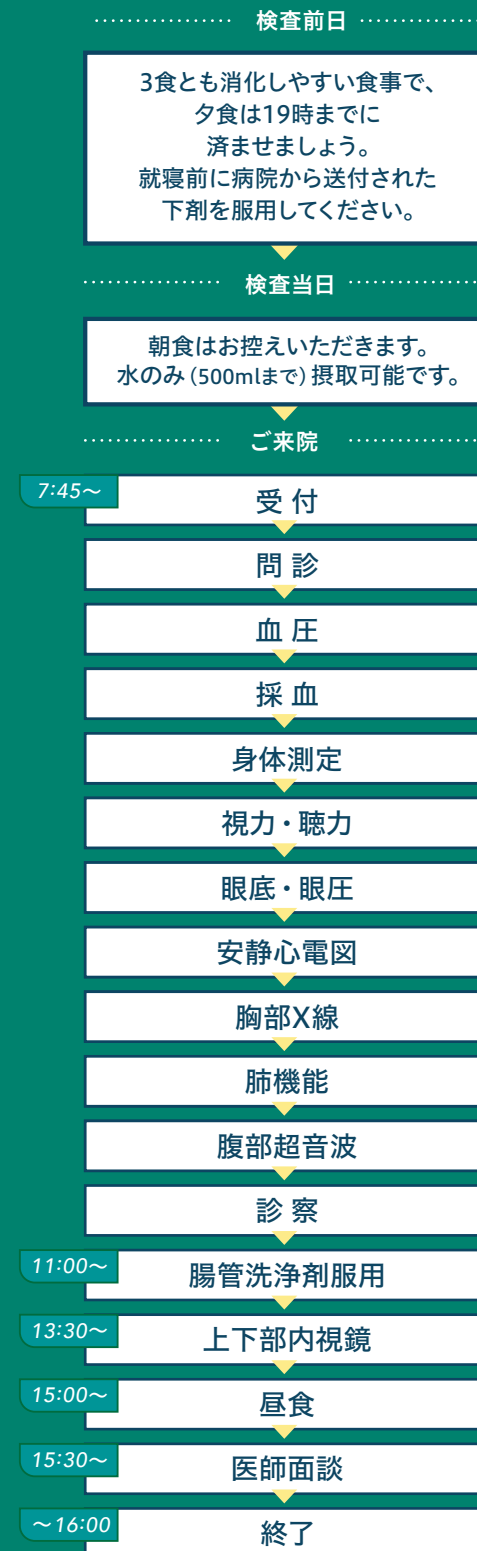 検査前日
3食とも消化しやすい食事で、
夕食は19時までに
済ませましょう。
就寝前に病院から送付された
下剤を服用してください。
検査当日
朝食はお控えいただきます。
水のみ(500mlまで)摂取可能です。
ご来院
7:45～
受付
問診
血圧
採血
身体測定
視力・聴力
眼底・眼圧
安静心電図
胸部X線
肺機能
腹部超音波
診察
11:00～
腸管洗浄剤服用
13:30～
上下部内視鏡
15:00～
昼食
15:30～
医師面談
～16:00
終了